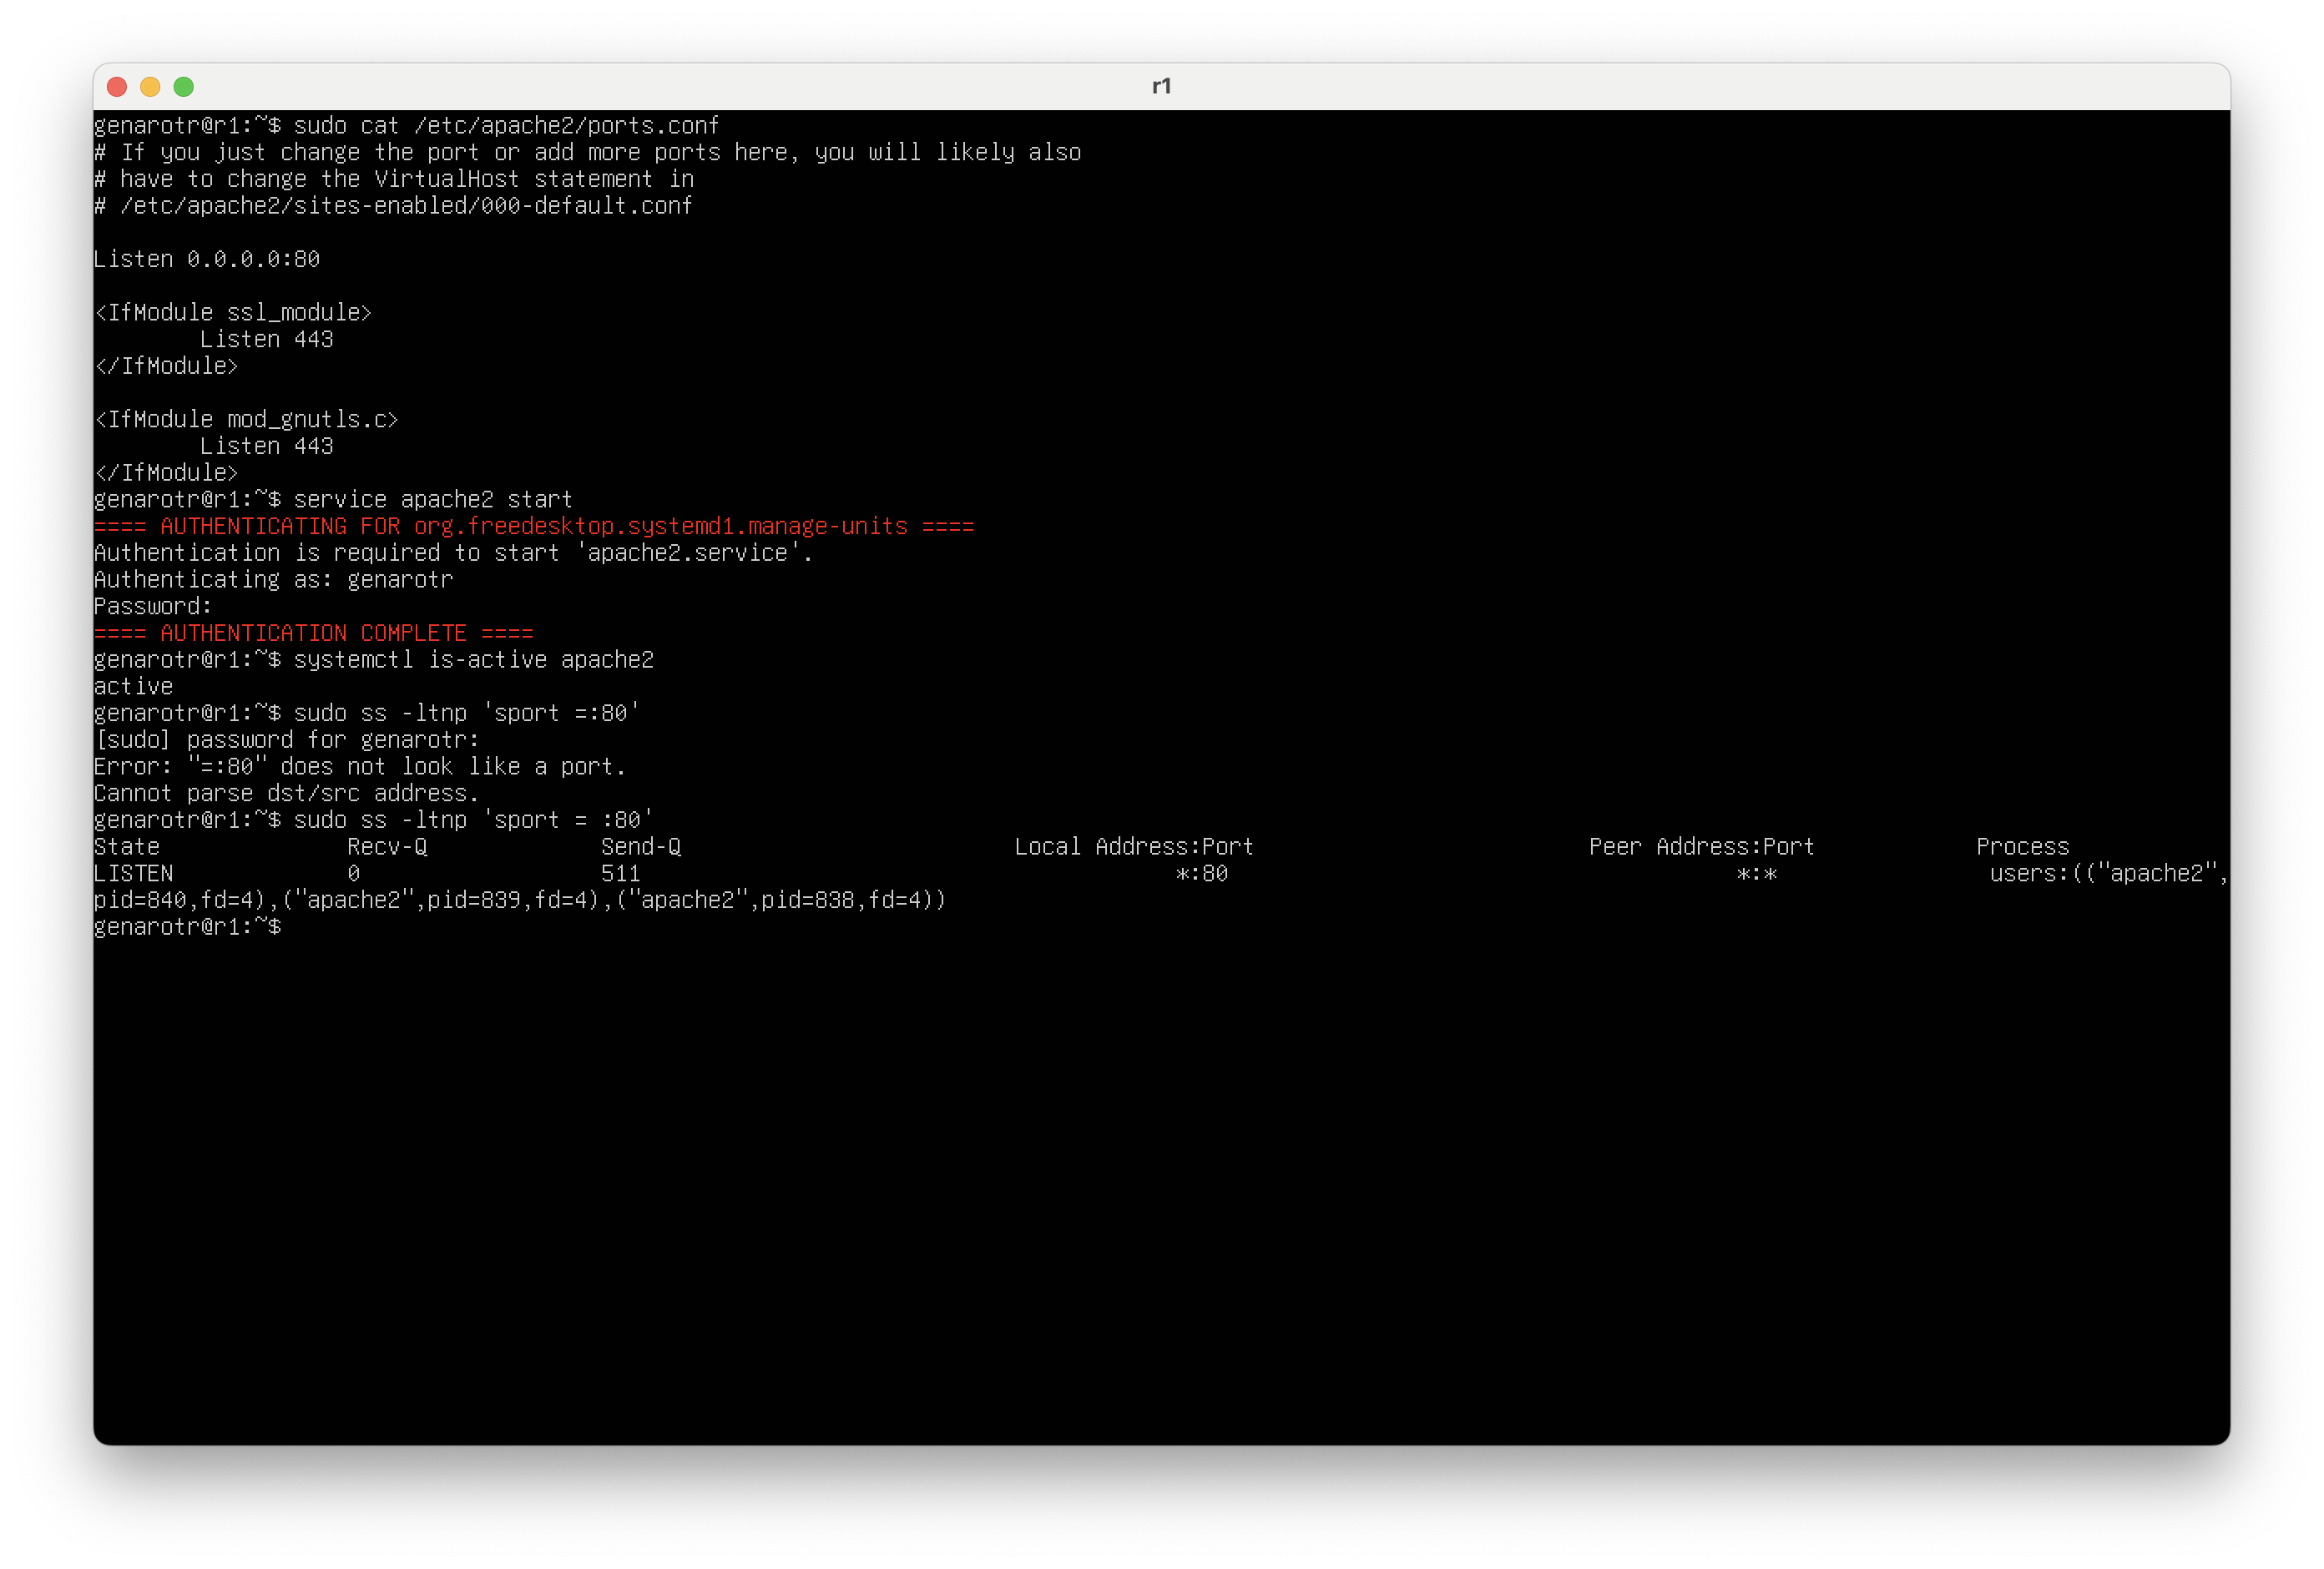 r1
genarotr@r1:~$ sudo cat /etc/apache2/ports.conf
# If you just change the port or add more ports here, you will likely also
# have to change the VirtualHost statement in
# /etc/apache2/sites-enabled/000-default.conf
Listen 0.0.0.0:80
<IfModule ssl_module>
        Listen 443
</IfModule>
<IfModule mod_gnutls.c>
        Listen 443
</IfModule>
genarotr@r1:~$ service apache2 start
==== AUTHENTICATING FOR org.freedesktop.systemd1.manage-units ====
Authentication is required to start 'apache2.service'.
Authenticating as: genarotr
Password:
==== AUTHENTICATION COMPLETE ====
genarotr@r1:~$ systemctl is-active apache2
active
genarotr@r1:~$ sudo ss -ltnp 'sport =:80'
[sudo] password for genarotr:
Error: "=:80" does not look like a port.
Cannot parse dst/src address.
genarotr@r1:~$ sudo ss -ltnp 'sport = :80'
State              Recv-Q             Send-Q                         Local Address:Port                         Peer Address:Port            Process
LISTEN             0                  511                                        *:80                                      *:*                users:(("apache2",
pid=840,fd=4),("apache2",pid=839,fd=4),("apache2",pid=838,fd=4))
genarotr@r1:~$